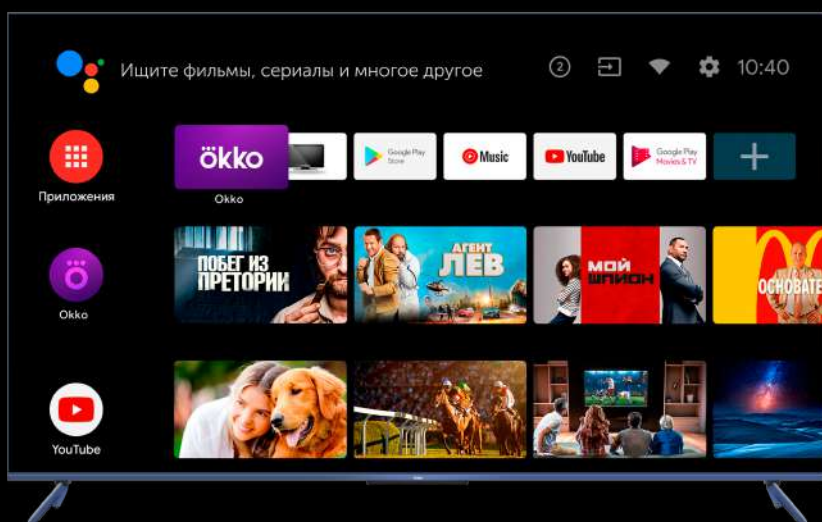 Ищите фильмы, сериалы и многое другое
2
10:40
Приложения
ökko
Google Play
Store
Music
YouTube
Google Play
Movies & TV
Okko
Okko
ПОБЕГ ИЗ
ПРЕТОРИИ
АГЕНТ
ЛЕВ
МОЙ
ШПИОН
ОСНОВАТЕ
YouTube